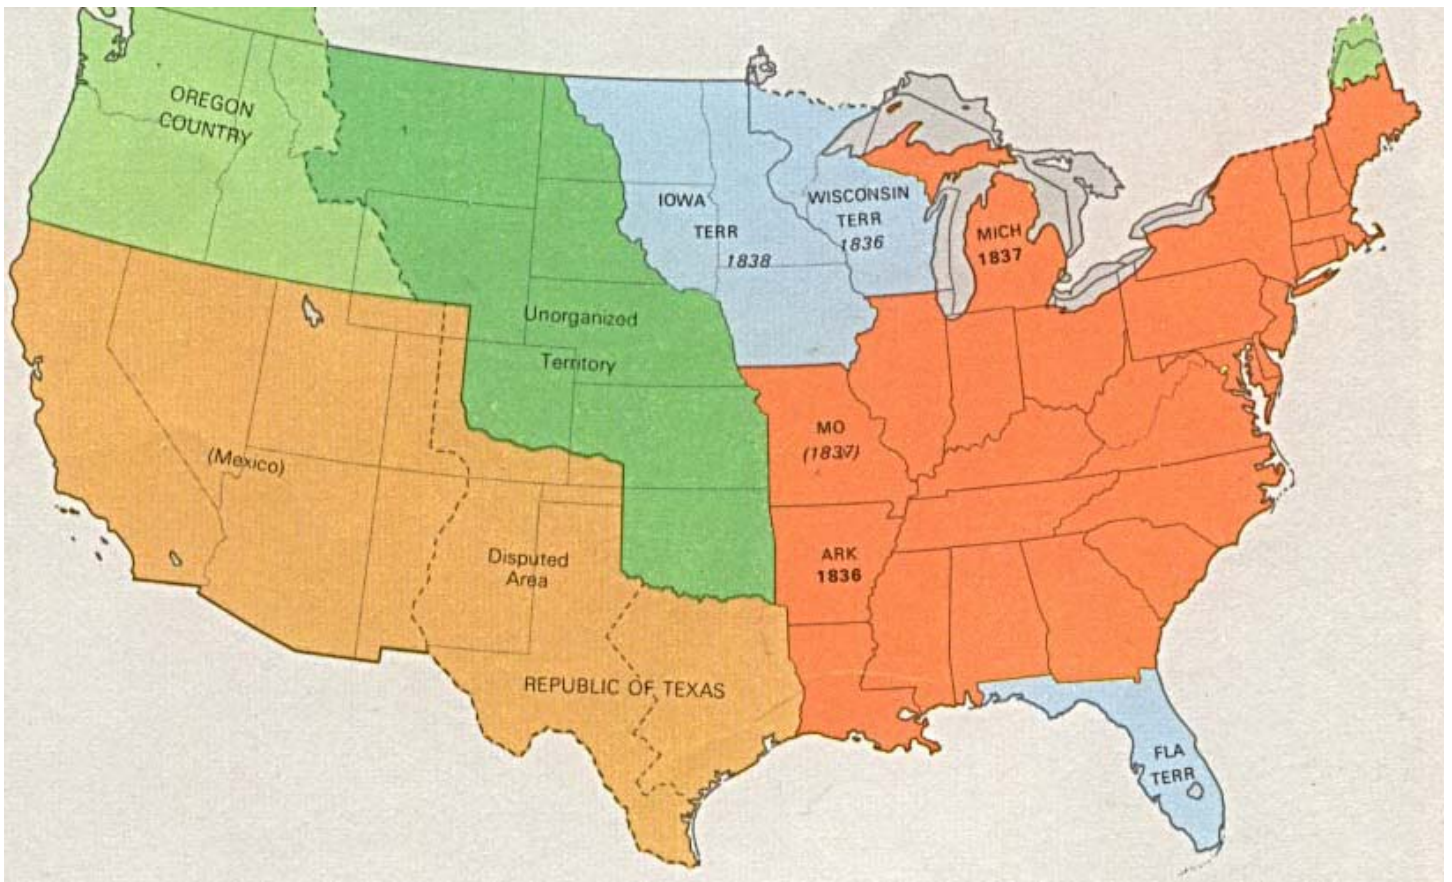 OREGON
COUNTRY
IOWA
TERR
1838
WISCONSIN
TERR
1836
MICH
1837
Unorganized
Territory
(Mexico)
MO
(1837)
Disputed
Area
ARK
1836
REPUBLIC OF TEXAS
FLA
TERR